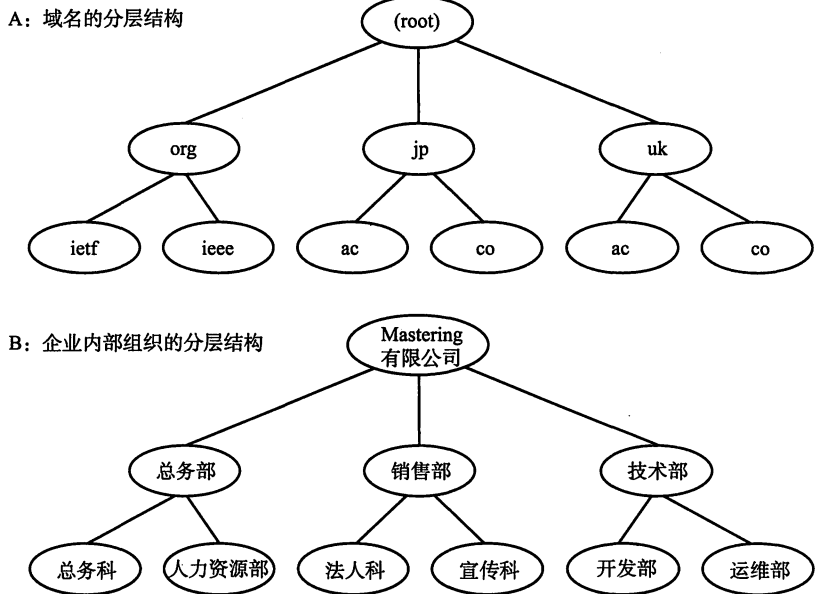 A：域名的分层结构
(root)
org
jp
uk
ietf
ieee
ac
co
ac
co
B：企业内部组织的分层结构
Mastering
有限公司
总务部
销售部
技术部
总务科
人力资源部
法人科
宣传科
开发部
运维部